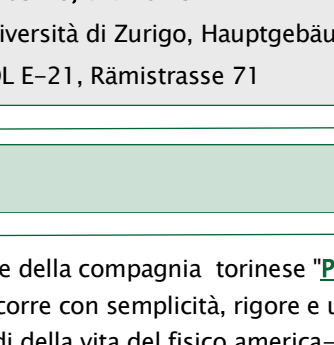 iversità di Zurigo, Hauptgebäu
OL E-21, Rämistrasse 71
e della compagnia torinese "P
corre con semplicità, rigore e u
di della vita del fisico america-